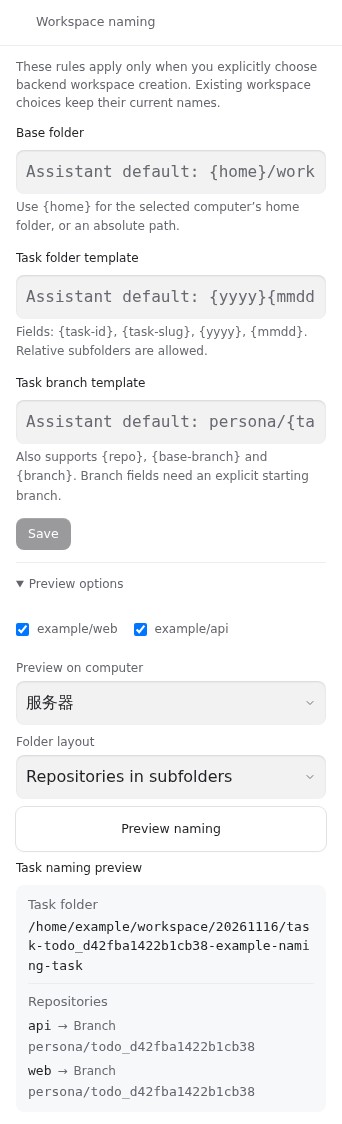 Workspace naming
These rules apply only when you explicitly choose
backend workspace creation. Existing workspace
choices keep their current names.
Base folder
Assistant default: {home}/work
Use {home} for the selected computer's home
folder, or an absolute path.
Task folder template
Assistant default: {yyyy}{mmdd
Fields: {task-id}, {task-slug}, {yyyy}, {mmdd}.
Relative subfolders are allowed.
Task branch template
Assistant default: persona/{ta
Also supports {repo}, {base-branch} and
{branch}. Branch fields need an explicit starting
branch.
Save
▼ Preview options
example/web example/api
Preview on computer
服务器
Folder layout
Repositories in subfolders
Preview naming
Task naming preview
Task folder
/home/example/workspace/20261116/tas
k-todo_d42fba1422b1cb38-example-nami
ng-task
Repositories
api → Branch
persona/todo_d42fba1422b1cb38
web → Branch
persona/todo_d42fba1422b1cb38